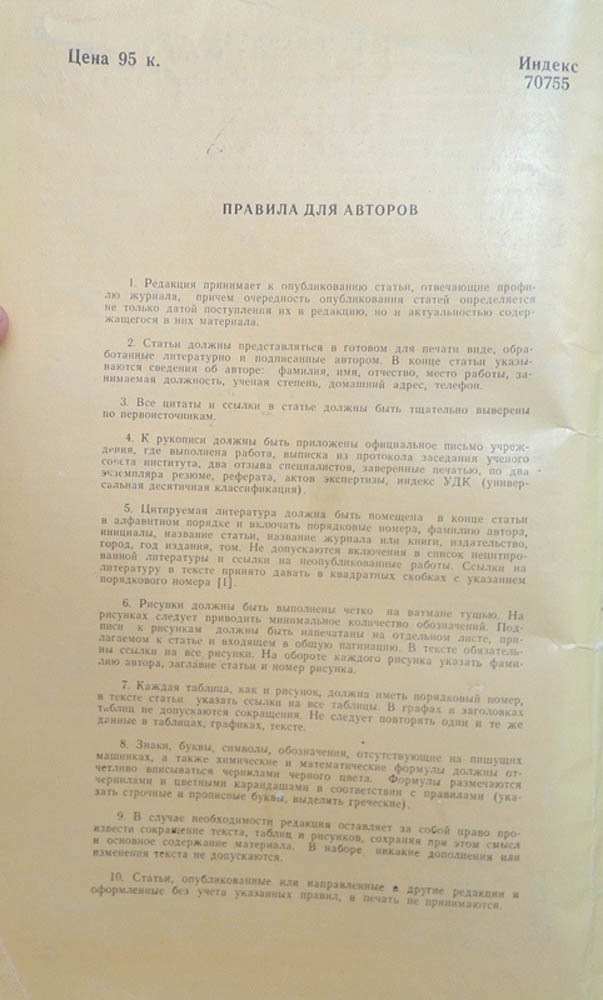 Цена 95 к.
Индекс
70755
ПРАВИЛА ДЛЯ АВТОРОВ
1. Редакция принимает к опубликованию статьи, отвечающие профи-
лю журнала, причем очередность опубликования статей определяется
не только датой поступления их в редакцию, но и актуальностью содер-
жащегося в них материала.
2. Статьи должны представляться в готовом для печати виде, обра-
ботанные литературно и подписанные автором. В конце статьи указы-
ваются сведения об авторе: фамилия, имя, отчество, место работы, за-
нимаемая должность, ученая степень, домашний адрес, телефон.
3. Все цитаты и ссылки в статье должны быть тщательно выверены
по первоисточникам.
4. К рукописи должны быть приложены официальное письмо учреж-
дения, где выполнена работа, выписка из протокола заседания ученого
совета института, два отзыва специалистов, заверенные печатью, по два
экземпляра резюме, реферата, актов экспертизы, индекс УДК (универ-
сальная десятичная классификация).
5. Цитируемая литература должна быть помещена в конце статьи
в алфавитном порядке и включать порядковые номера, фамилию автора,
инициалы, название статьи, название журнала или книги, издательство,
город, год издания, том. Не допускаются включения в список нецитиро-
ванной литературы и ссылки на неопубликованные работы. Ссылки на
литературу в тексте принято давать в квадратных скобках с указанием
порядкового номера [1].
6. Рисунки должны быть выполнены четко на ватмане тушью. На
рисунках следует приводить минимальное количество обозначений. Под-
писи к рисункам должны быть напечатаны на отдельном листе, при-
лагаемом к статье и входящем в общую пагинацию. В тексте обязатель-
ны ссылки на все рисунки. На обороте каждого рисунка указать фами-
лию автора, заглавие статьи и номер рисунка.
7. Каждая таблица, как и рисунок, должна иметь порядковый номер,
в тексте статьи указать ссылки на все таблицы. В графах и заголовках
таблиц не допускаются сокращения. Не следует повторять одни и те же
данные в таблицах, графиках, тексте.
8. Знаки, буквы, символы, обозначения, отсутствующие на пишущих
машинках, а также химические и математические формулы должны от-
четливо вписываться чернилами черного цвета. Формулы размечаются
чернилами и цветными карандашами в соответствии с правилами (ука-
зать строчные и прописные буквы, выделить греческие).
9. В случае необходимости редакция оставляет за собой право про-
извести сокращение текста, таблиц и рисунков, сохраняя при этом смысл
и основное содержание материала. В наборе никакие дополнения или
изменения текста не допускаются.
10. Статьи, опубликованные или направленные в другие редакции и
оформленные без учета указанных правил, в печать не принимаются.